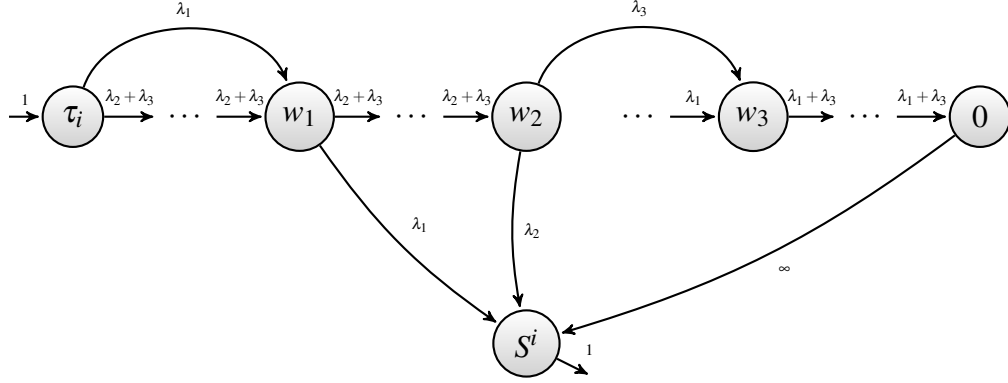 λ₁ λ₃
1 τᵢ λ₂ + λ₃ ··· λ₂ + λ₃ w₁ λ₂ + λ₃ ··· λ₂ + λ₃ w₂ ··· λ₁ w₃ λ₁ + λ₃ ··· λ₁ + λ₃ 0
λ₁ λ₂
∞
Sⁱ 1